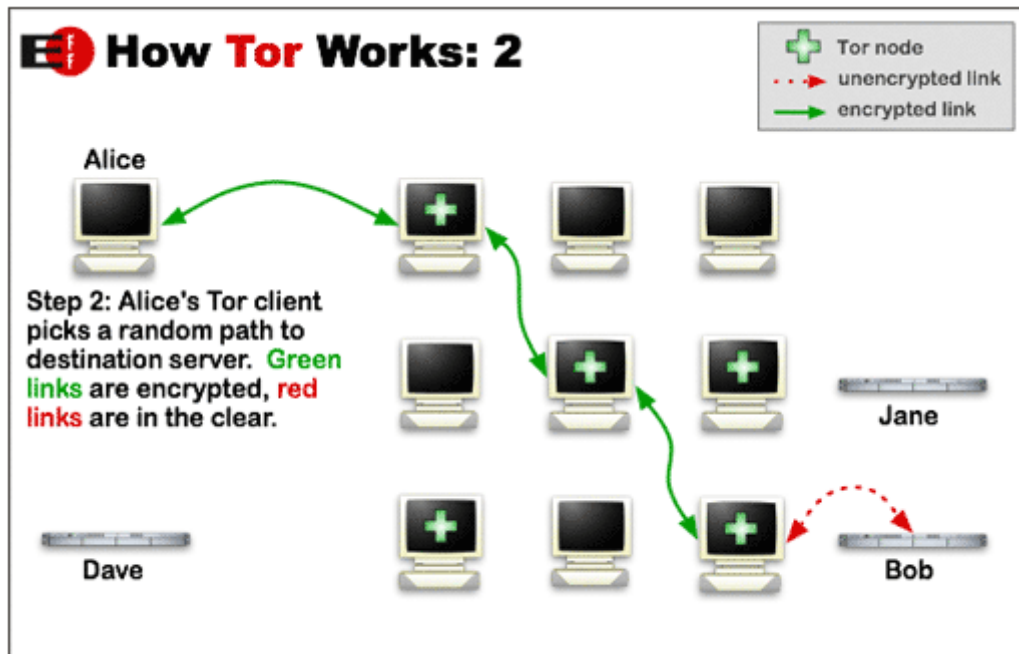 EFF How Tor Works: 2
Tor node
unencrypted link
encrypted link
Alice
Step 2: Alice's Tor client
picks a random path to
destination server. Green
links are encrypted, red
links are in the clear.
Jane
Dave
Bob